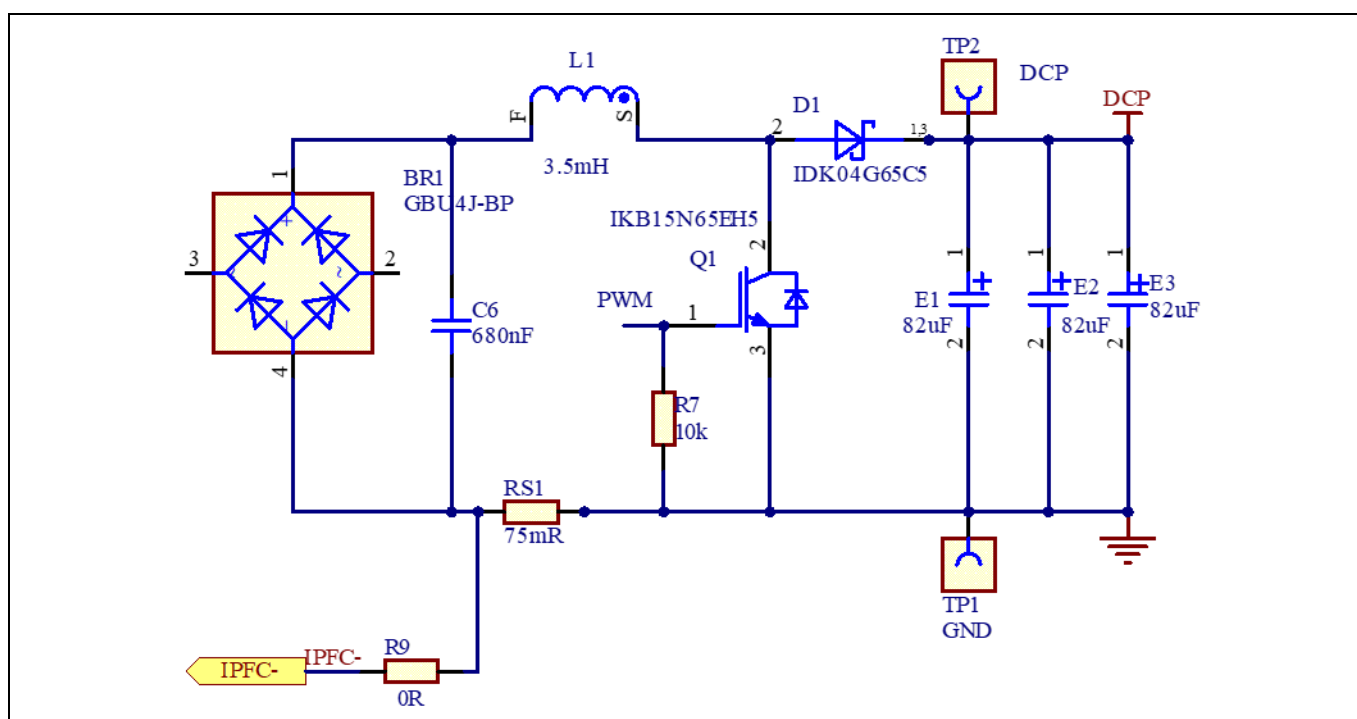 TP2
L1
DCP
DCP
D1
F
S
2
1,3
1
3.5mH
IDK04G65C5
BR1
GBU4J-BP
IKB15N65EH5
+
2
3
~
~
2
Q1
1
1
1
E1
82uF
E2
82uF
E3
82uF
PWM
1
C6
680nF
3
2
2
2
4
R7
10k
RS1
75mR
TP1
GND
R9
IPFC-
IPFC-
0R